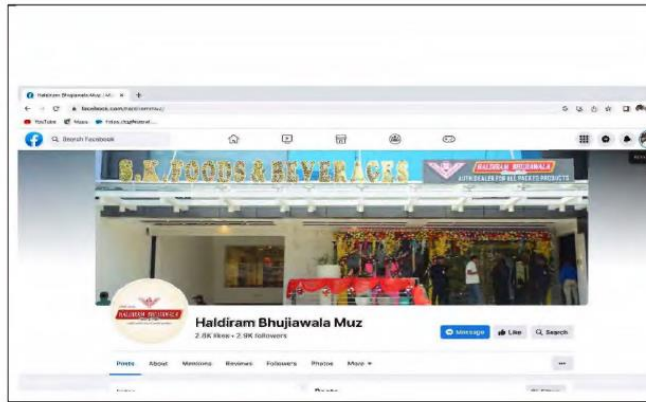 Haldiram Bhujiawala Muz
facebook.com/haldirammuz/
YouTube Maps
Search Facebook
S.K.FOODS & BEVERAGES
HALDIRAM BHUJIAWALA
AUTH DEALER FOR ALL PACKED PRODUCTS
HALDIRAM BHUJIAWALA
Haldiram Bhujiawala Muz
2.8K likes • 2.9K followers
Message Like Search
Posts About Mentions Reviews Followers Photos More